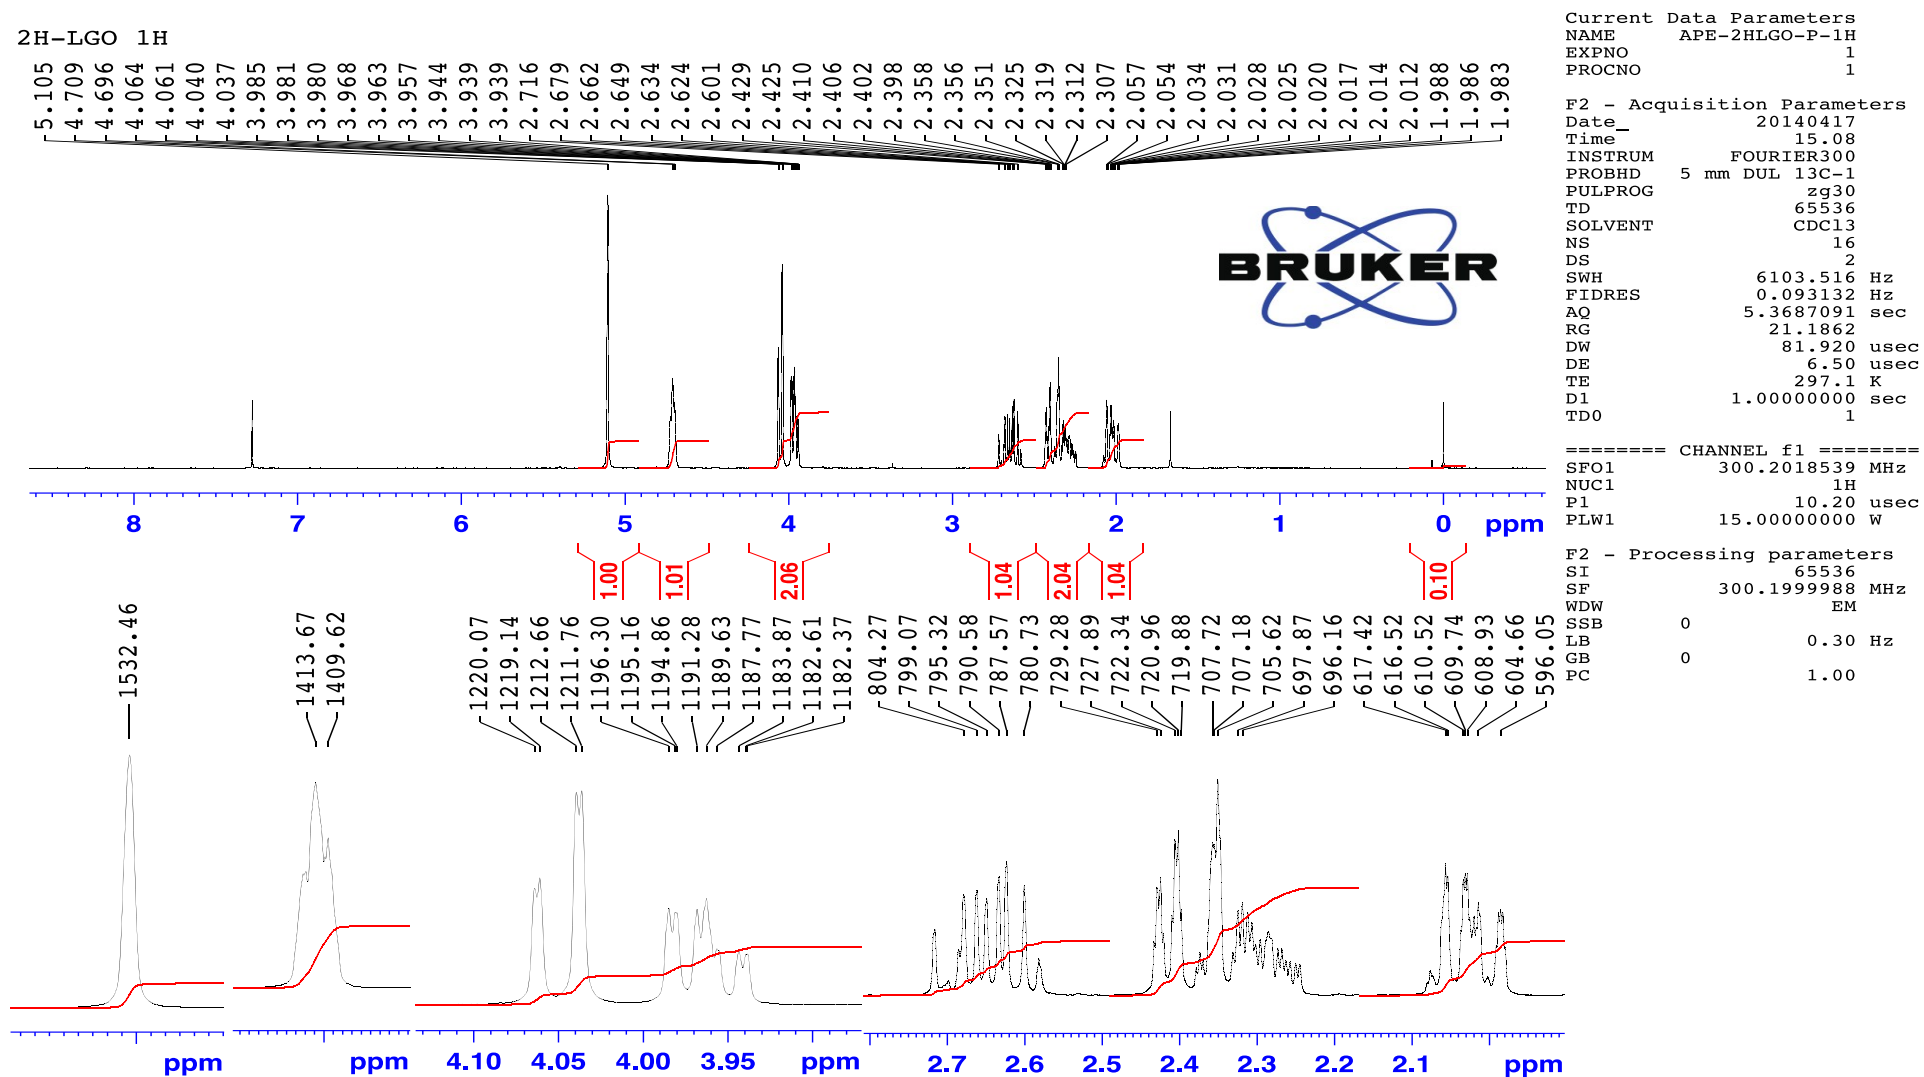 2H-LGO 1H
5.105 4.709 4.696 4.064 4.061 4.040 4.037 3.985 3.981 3.980 3.968 3.963 3.957 3.944 3.939 3.939 2.716 2.679 2.662 2.649 2.634 2.624 2.601 2.429 2.425 2.410 2.406 2.402 2.398 2.358 2.356 2.351 2.325 2.319 2.312 2.307 2.057 2.054 2.034 2.031 2.028 2.025 2.020 2.017 2.014 2.012 1.988 1.986 1.983
BRUKER
8 7 6 5 4 3 2 1 0 ppm
1.00 1.01 2.06 1.04 2.04 1.04 0.10
1532.46
1413.67 1409.62
1220.07 1219.14 1212.66 1211.76 1196.30 1195.16 1194.86 1191.28 1189.63 1187.77 1183.87 1182.61 1182.37
804.27 799.07 795.32 790.58 787.57 780.73 729.28 727.89 722.34 720.96 719.88 707.72 707.18 705.62 697.87 696.16 617.42 616.52 610.52 609.74 608.93 604.66 596.05
ppm
ppm
4.10 4.05 4.00 3.95 ppm
2.7 2.6 2.5 2.4 2.3 2.2 2.1 ppm
Current Data Parameters
NAME APE-2HLGO-P-1H
EXPNO 1
PROCNO 1
F2 - Acquisition Parameters
Date_ 20140417
Time 15.08
INSTRUM FOURIER300
PROBHD 5 mm DUL 13C-1
PULPROG zg30
TD 65536
SOLVENT CDCl3
NS 16
DS 2
SWH 6103.516 Hz
FIDRES 0.093132 Hz
AQ 5.3687091 sec
RG 21.1862
DW 81.920 usec
DE 6.50 usec
TE 297.1 K
D1 1.00000000 sec
TD0 1
======== CHANNEL f1 ========
SFO1 300.2018539 MHz
NUC1 1H
P1 10.20 usec
PLW1 15.00000000 W
F2 - Processing parameters
SI 65536
SF 300.1999988 MHz
WDW EM
SSB 0
LB 0.30 Hz
GB 0
PC 1.00